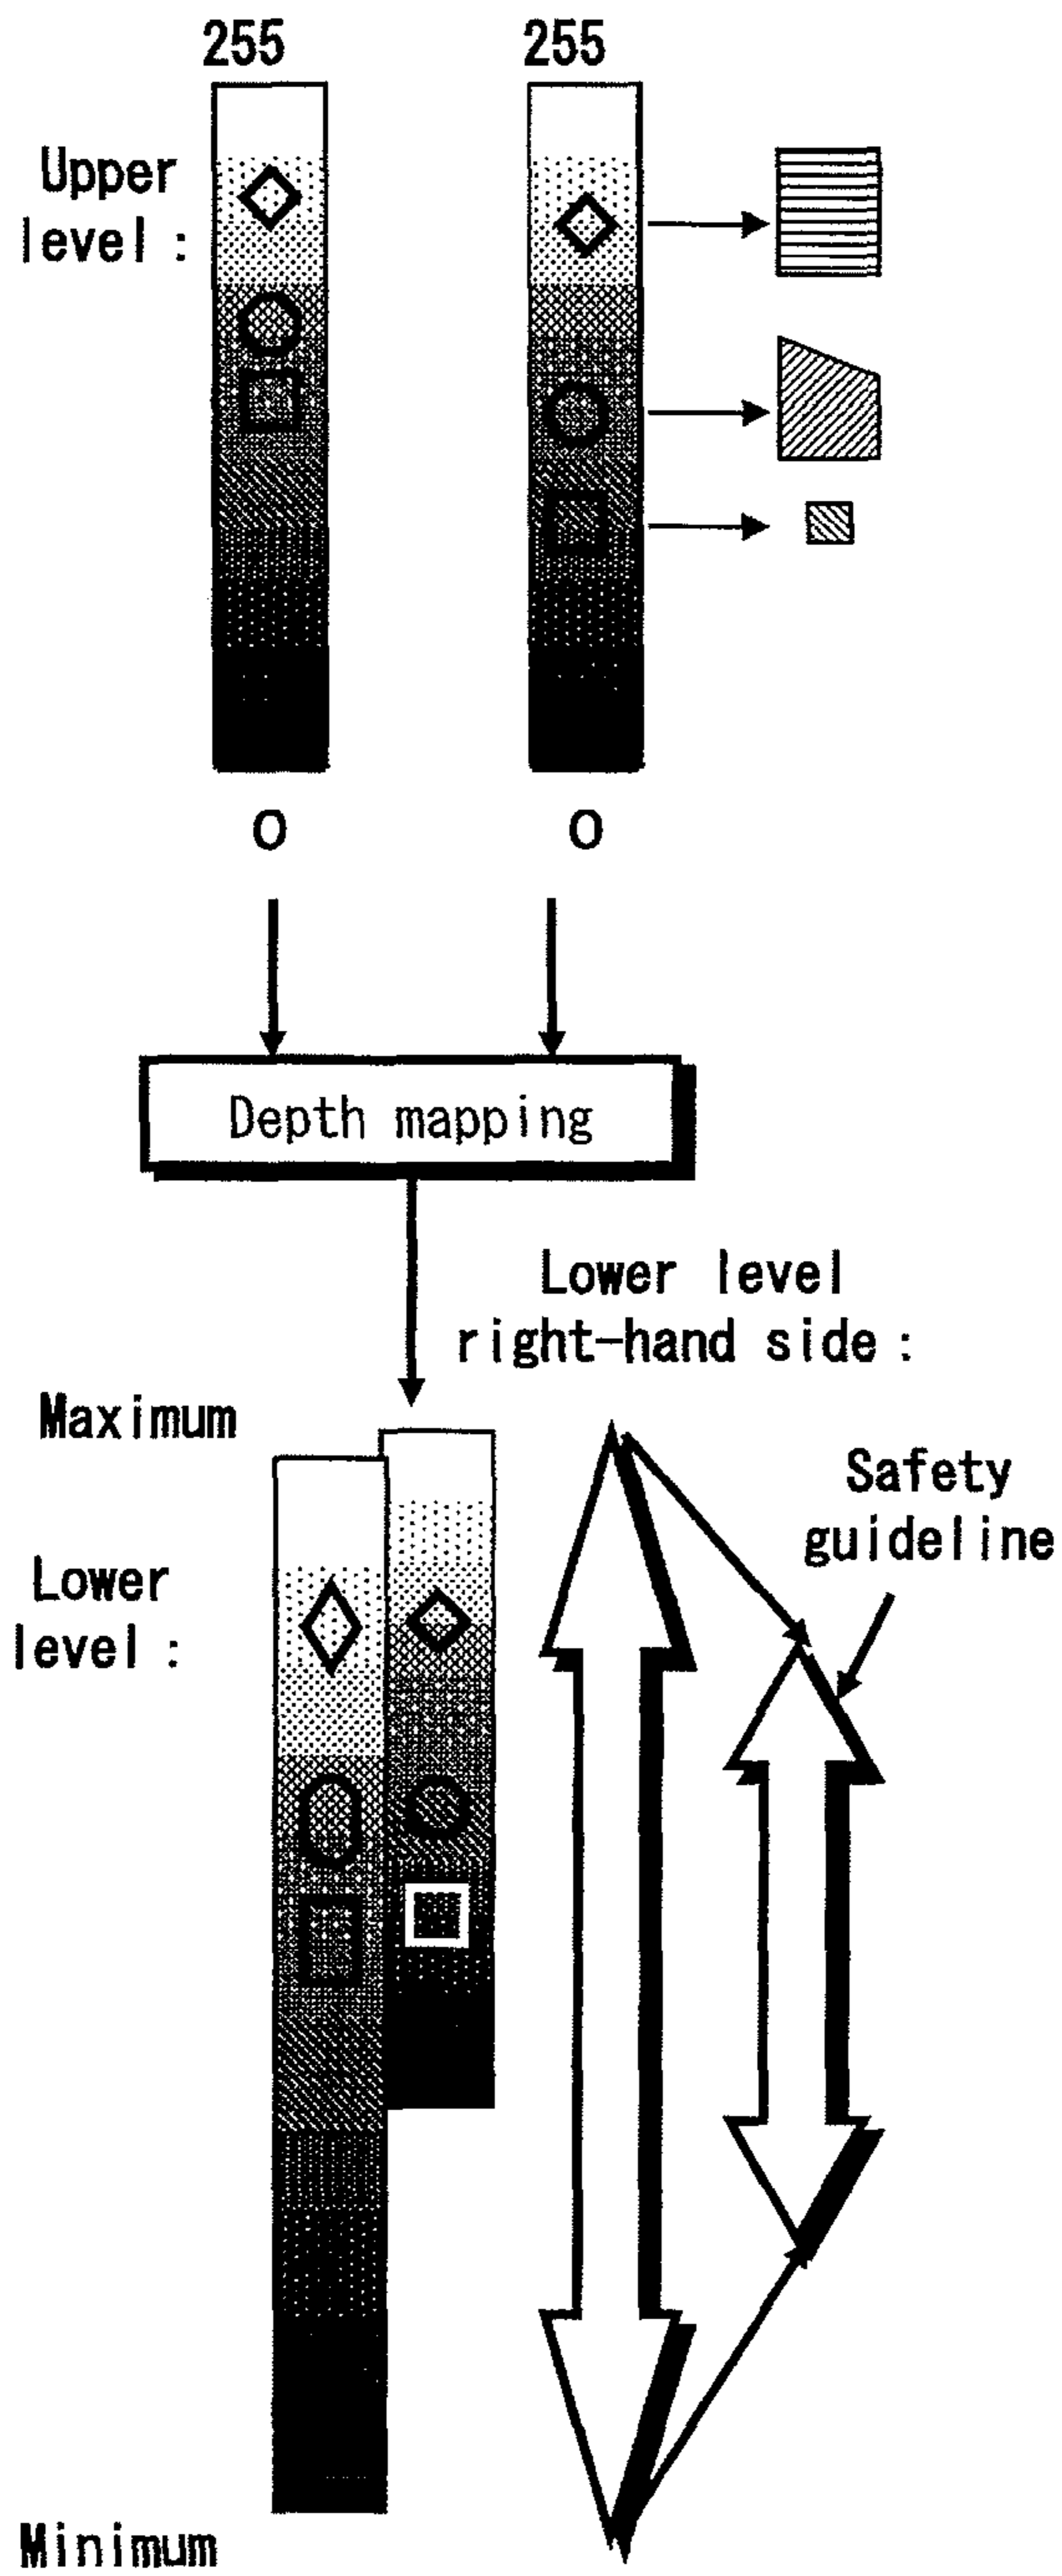 255
255
Upper
level :
0
0
Depth mapping
Lower level
right-hand side :
Maximum
Safety
guideline
Lower
level :
Minimum